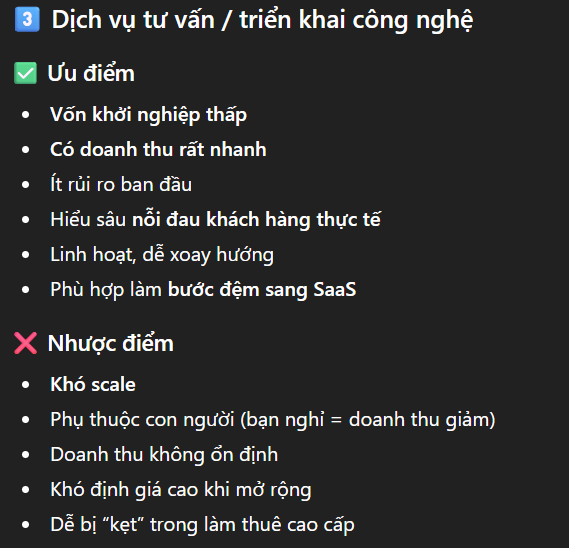 3️⃣ Dịch vụ tư vấn / triển khai công nghệ
✅ Ưu điểm
• Vốn khởi nghiệp thấp
• Có doanh thu rất nhanh
• Ít rủi ro ban đầu
• Hiểu sâu nỗi đau khách hàng thực tế
• Linh hoạt, dễ xoay hướng
• Phù hợp làm bước đệm sang SaaS
❌ Nhược điểm
• Khó scale
• Phụ thuộc con người (bạn nghỉ = doanh thu giảm)
• Doanh thu không ổn định
• Khó định giá cao khi mở rộng
• Dễ bị “kẹt” trong làm thuê cao cấp